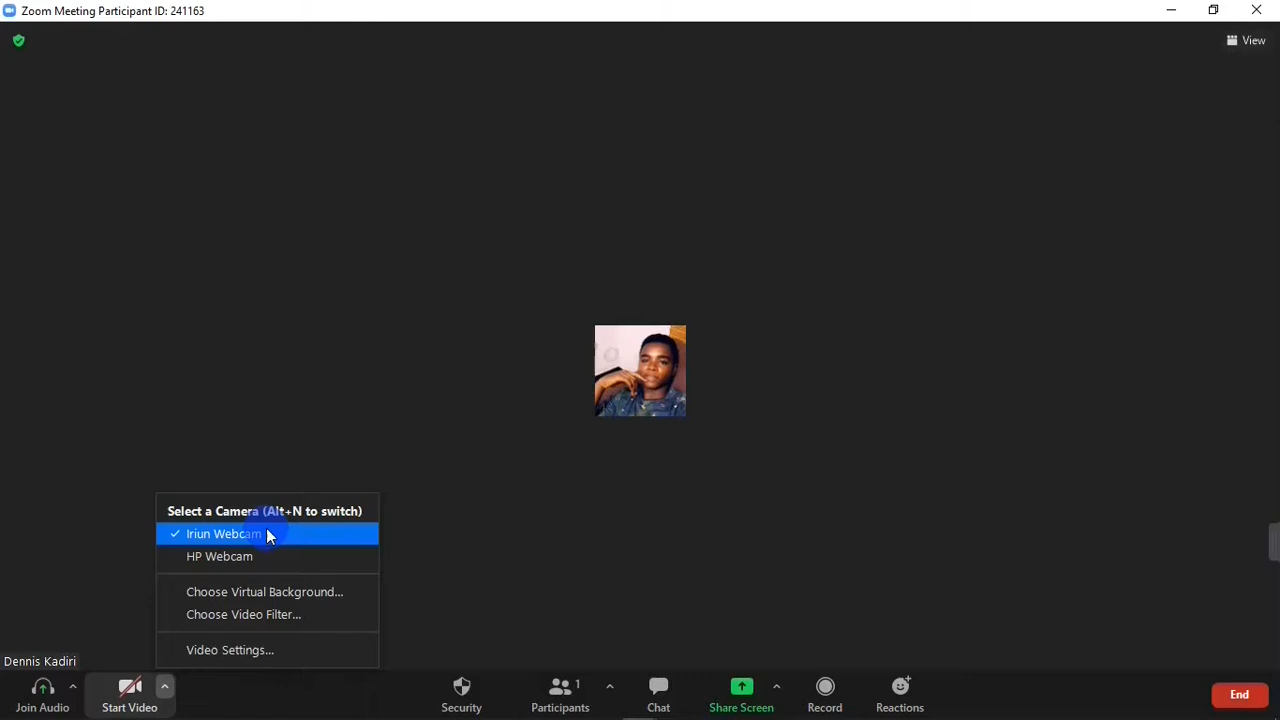 Zoom Meeting Participant ID: 241163
View
Select a Camera (Alt+N to switch)
Iriun Webcam
HP Webcam
Choose Virtual Background...
Choose Video Filter...
Video Settings...
Dennis Kadiri
Join Audio
Start Video
Security
1
Participants
Chat
Share Screen
Record
Reactions
End